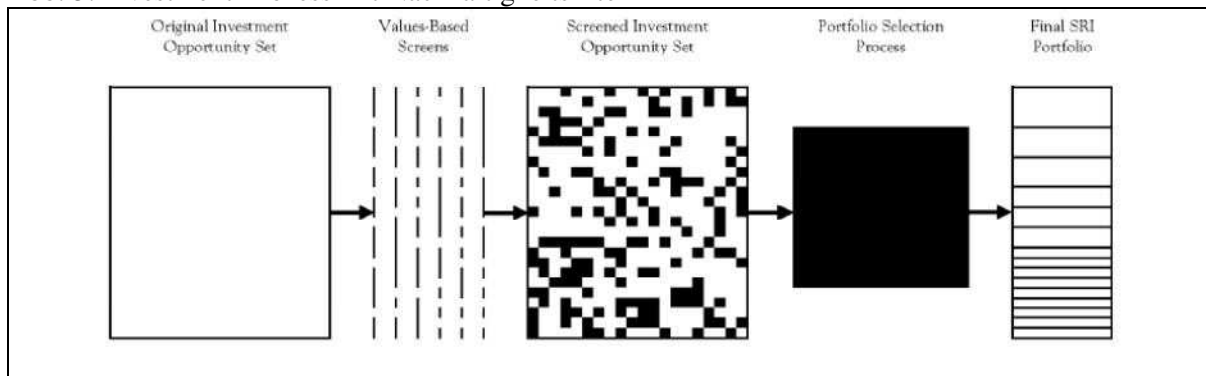 Original Investment
Opportunity Set
Values-Based
Screens
Screened Investment
Opportunity Set
Portfolio Selection
Process
Final SRI
Portfolio